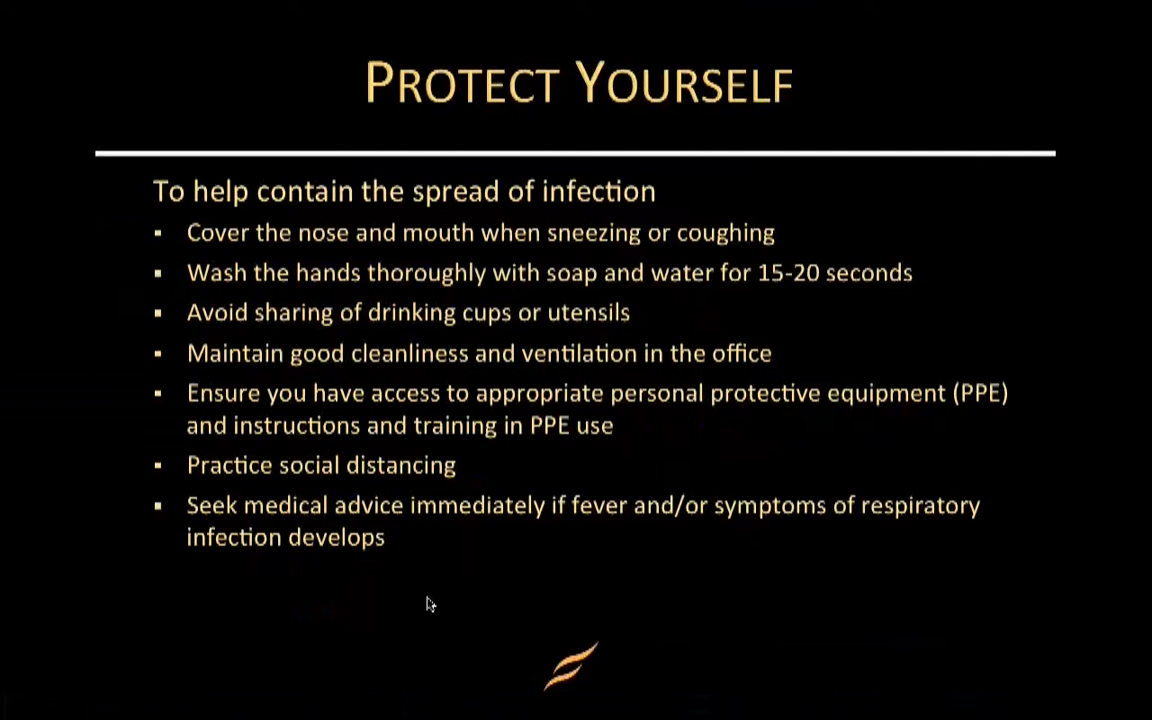 PROTECT YOURSELF
To help contain the spread of infection
▪ Cover the nose and mouth when sneezing or coughing
▪ Wash the hands thoroughly with soap and water for 15-20 seconds
▪ Avoid sharing of drinking cups or utensils
▪ Maintain good cleanliness and ventilation in the office
▪ Ensure you have access to appropriate personal protective equipment (PPE)
and instructions and training in PPE use
▪ Practice social distancing
▪ Seek medical advice immediately if fever and/or symptoms of respiratory
infection develops